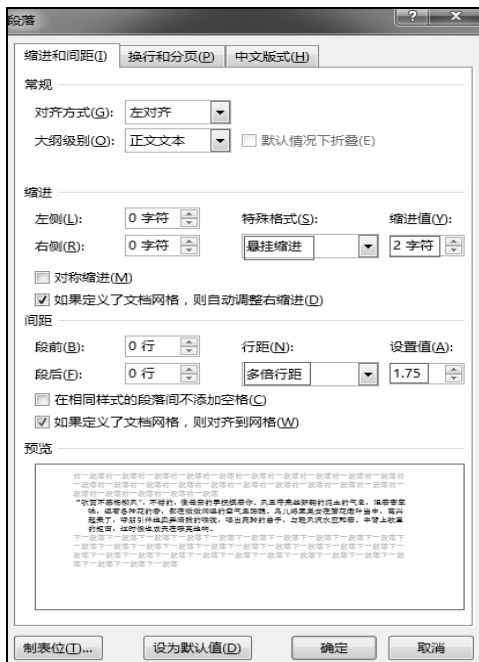 段落
缩进和间距(I) 换行和分页(P) 中文版式(H)
常规
对齐方式(G): 左对齐
大纲级别(O): 正文文本 默认情况下折叠(E)
缩进
左侧(L): 0 字符 特殊格式(S): 缩进值(Y):
右侧(R): 0 字符 悬挂缩进 2 字符
对称缩进(M)
如果定义了文档网格，则自动调整右缩进(D)
间距
段前(B): 0 行 行距(N): 设置值(A):
段后(F): 0 行 多倍行距 1.75
在相同样式的段落间不添加空格(C)
如果定义了文档网格，则对齐到网格(W)
预览
制表位(T)... 设为默认值(D) 确定 取消